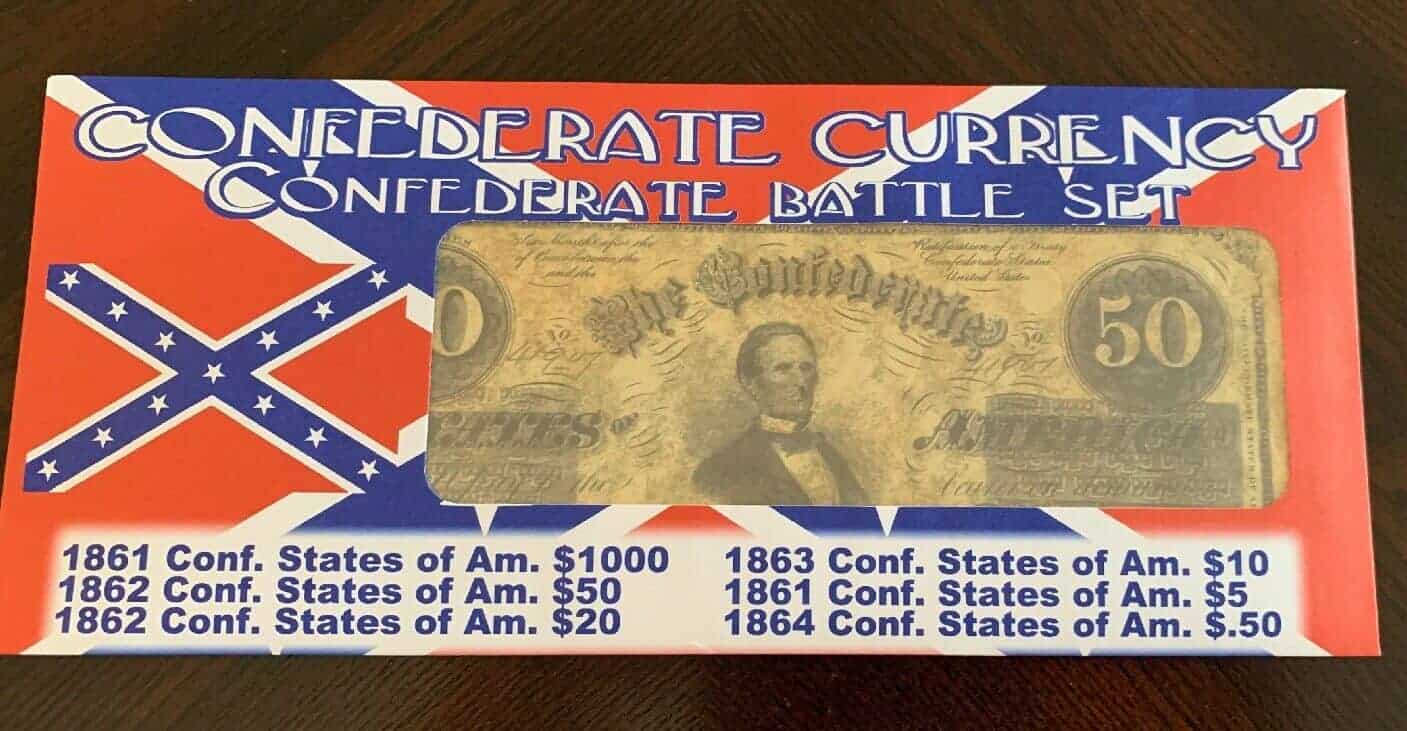 CONFEDERATE CURRENCY
CONFEDERATE BATTLE SET
The Confederate
50
1861 Conf. States of Am. $1000
1862 Conf. States of Am. $50
1862 Conf. States of Am. $20
1863 Conf. States of Am. $10
1861 Conf. States of Am. $5
1864 Conf. States of Am. $.50